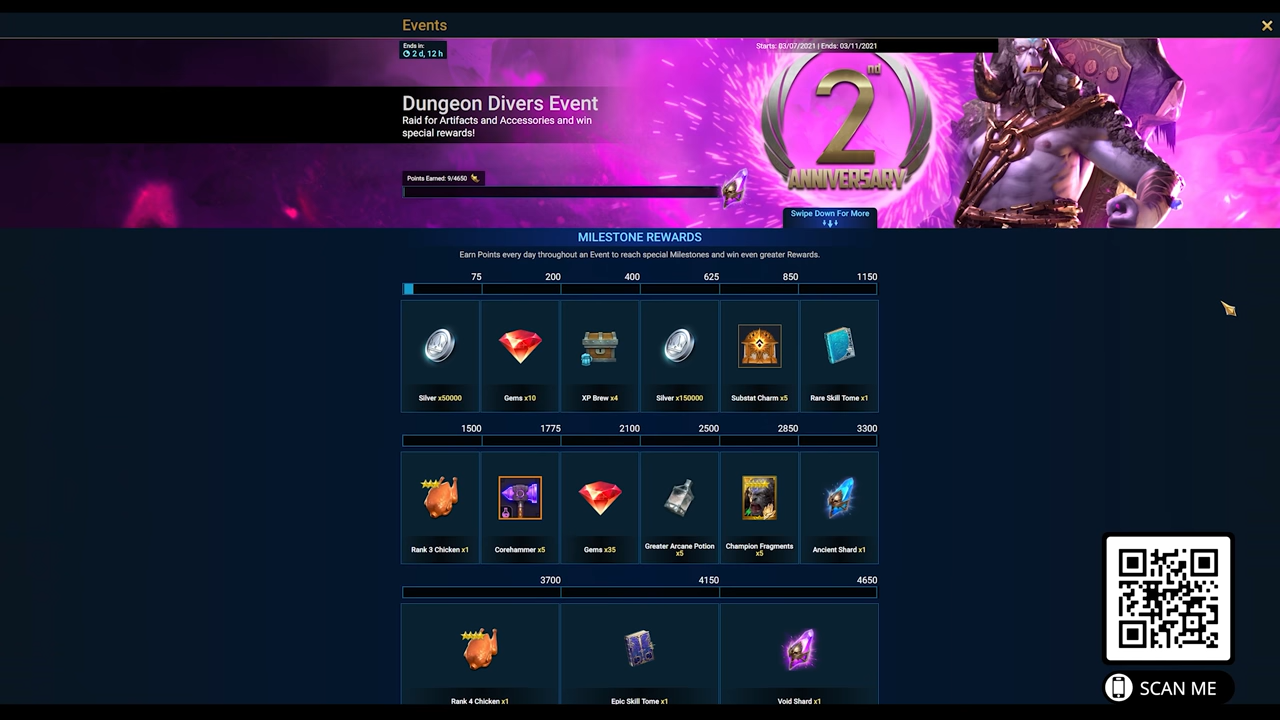 Events
Ends in:
2 d, 12 h
Starts: 03/07/2021 | Ends: 03/11/2021
2nd
ANNIVERSARY
Dungeon Divers Event
Raid for Artifacts and Accessories and win
special rewards!
Points Earned: 9/4650
Swipe Down For More
MILESTONE REWARDS
Earn Points every day throughout an Event to reach special Milestones and win even greater Rewards.
75 200 400 625 850 1150
Silver x50000 Gems x10 XP Brew x4 Silver x150000 Substat Charm x5 Rare Skill Tome x1
1500 1775 2100 2500 2850 3300
Rank 3 Chicken x1 Corehammer x5 Gems x35 Greater Arcane Potion x5 Champion Fragments x5 Ancient Shard x1
3700 4150 4650
Rank 4 Chicken x1 Epic Skill Tome x1 Void Shard x1
SCAN ME